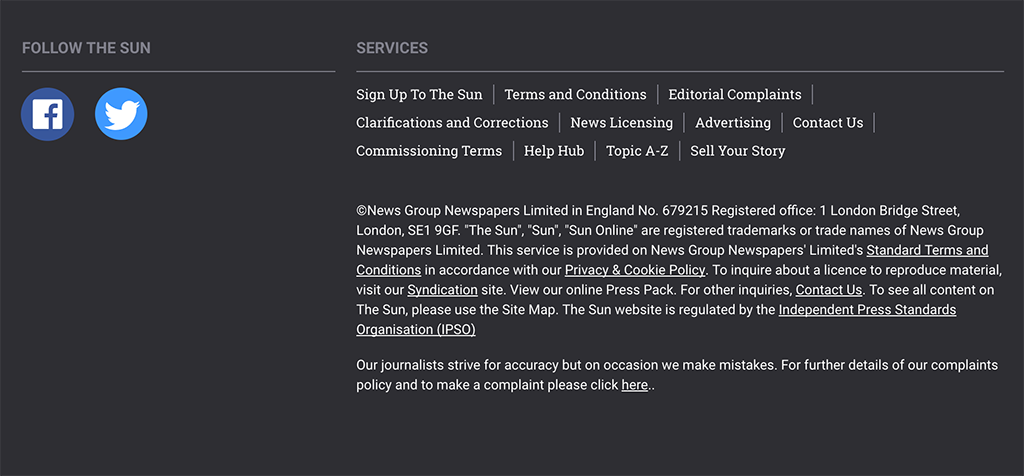 FOLLOW THE SUN
SERVICES
Sign Up To The Sun | Terms and Conditions | Editorial Complaints |
Clarifications and Corrections | News Licensing | Advertising | Contact Us |
Commissioning Terms | Help Hub | Topic A-Z | Sell Your Story
©News Group Newspapers Limited in England No. 679215 Registered office: 1 London Bridge Street,
London, SE1 9GF. "The Sun", "Sun", "Sun Online" are registered trademarks or trade names of News Group
Newspapers Limited. This service is provided on News Group Newspapers' Limited's Standard Terms and
Conditions in accordance with our Privacy & Cookie Policy. To inquire about a licence to reproduce material,
visit our Syndication site. View our online Press Pack. For other inquiries, Contact Us. To see all content on
The Sun, please use the Site Map. The Sun website is regulated by the Independent Press Standards
Organisation (IPSO)
Our journalists strive for accuracy but on occasion we make mistakes. For further details of our complaints
policy and to make a complaint please click here..